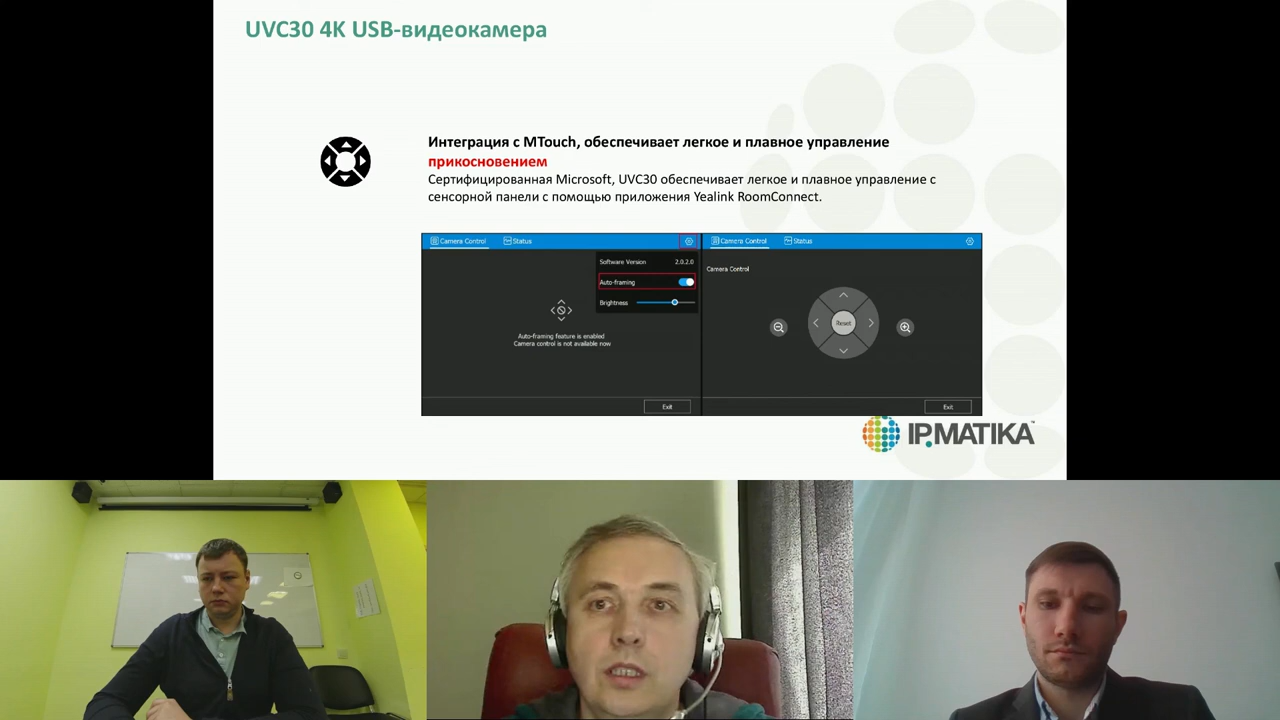 UVC30 4K USB-видеокамера
Интеграция с MTouch, обеспечивает легкое и плавное управление
прикосновением
Сертифицированная Microsoft, UVC30 обеспечивает легкое и плавное управление с
сенсорной панели с помощью приложения Yealink RoomConnect.
Camera Control
Status
Software Version 2.0.2.0
Auto-framing
Brightness
Auto-framing feature is enabled
Camera control is not available now
Exit
Camera Control
Status
Camera Control
Reset
Exit
IPMATIKA